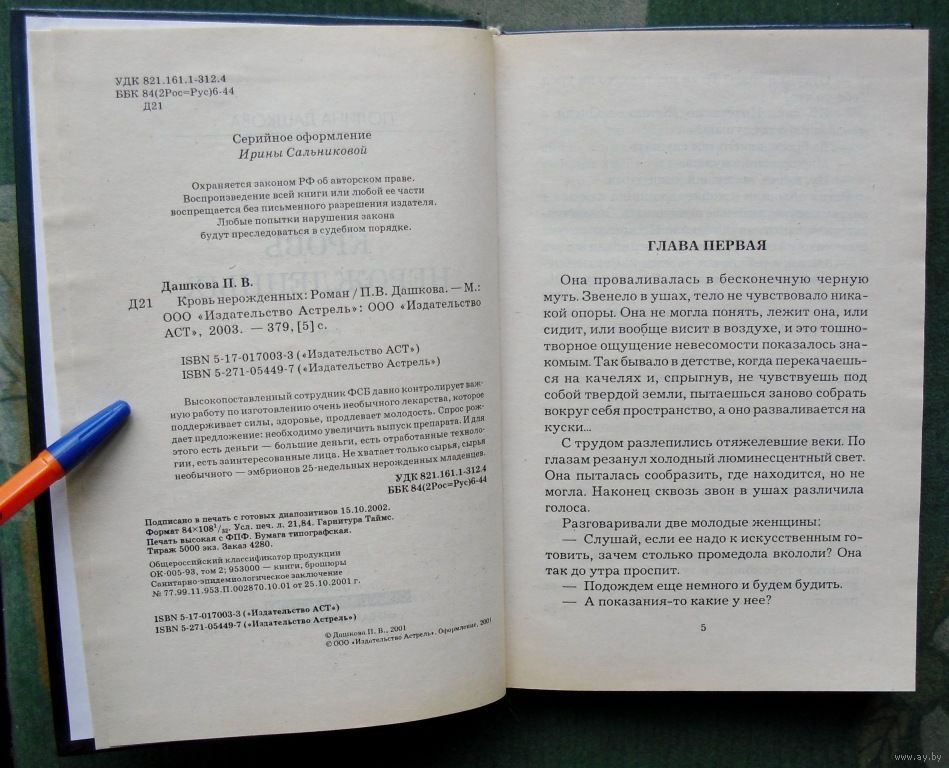 УДК 821.161.1-312.4
ББК 84(2Рос=Рус)6-44
Д21
Серийное оформление
Ирины Сальниковой
Охраняется законом РФ об авторском праве.
Воспроизведение всей книги или любой ее части
воспрещается без письменного разрешения издателя.
Любые попытки нарушения закона
будут преследоваться в судебном порядке.
Дашкова П. В.
Д21 Кровь нерожденных: Роман / П.В. Дашкова. — М.:
ООО «Издательство Астрель»: ООО «Издательство
АСТ», 2003. — 379, [5] с.
ISBN 5-17-017003-3 («Издательство АСТ»)
ISBN 5-271-05449-7 («Издательство Астрель»)
Высокопоставленный сотрудник ФСБ давно контролирует важ-
ную работу по изготовлению очень необычного лекарства, которое
поддерживает силы, здоровье, продлевает молодость. Спрос рож-
дает предложение: необходимо увеличить выпуск препарата. И для
этого есть деньги — большие деньги, есть отработанные техноло-
гии, есть заинтересованные лица. Не хватает только сырья, сырья
необычного — эмбрионов 25-недельных нерожденных младенцев.
УДК 821.161.1-312.4
ББК 84(2Рос=Рус)6-44
Подписано в печать с готовых диапозитивов 15.10.2002.
Формат 84×108 1/32. Усл. печ. л. 21,84. Гарнитура Таймс.
Печать высокая с ФПФ. Бумага типографская.
Тираж 5000 экз. Заказ 4280.
Общероссийский классификатор продукции
ОК-005-93, том 2; 953000 — книги, брошюры
Санитарно-эпидемиологическое заключение
№ 77.99.11.953.П.002870.10.01 от 25.10.2001 г.
ISBN 5-17-017003-3 («Издательство АСТ»)
ISBN 5-271-05449-7 («Издательство Астрель»)
© Дашкова П. В., 2001
© ООО «Издательство Астрель». Оформление, 2001
ГЛАВА ПЕРВАЯ
Она проваливалась в бесконечную черную
муть. Звенело в ушах, тело не чувствовало ника-
кой опоры. Она не могла понять, лежит она, или
сидит, или вообще висит в воздухе, и это тошно-
творное ощущение невесомости показалось зна-
комым. Так бывало в детстве, когда перекачаешь-
ся на качелях и, спрыгнув, не чувствуешь под
собой твердой земли, пытаешься заново собрать
вокруг себя пространство, а оно разваливается на
куски...
С трудом разлепились отяжелевшие веки. По
глазам резанул холодный люминесцентный свет.
Она пыталась сообразить, где находится, но не
могла. Наконец сквозь звон в ушах различила
голоса.
Разговаривали две молодые женщины:
— Слушай, если ее надо к искусственным го-
товить, зачем столько промедола вкололи? Она
так до утра проспит.
— Подождем еще немного и будем будить.
— А показания-то какие у нее?
5
www.ay.by